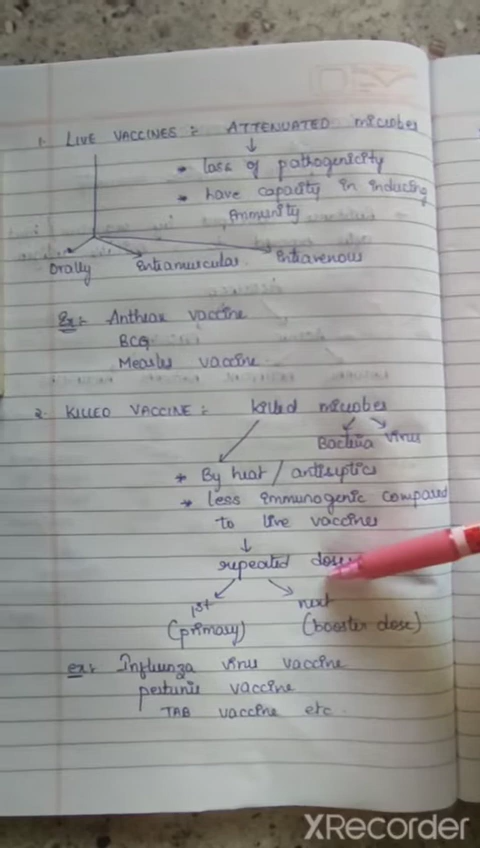 1. LIVE VACCINES :- ATTENUATED microbes
* loss of pathogenicity
* have capacity in inducing
Immunity
Orally Intramuscular Intravenous
Ex:- Anthrax vaccine
BCG
Measles vaccine.
2. KILLED VACCINE :- killed microbes
Bacteria virus
* By heat / antiseptics
* less immunogenic compared
to live vaccines
repeated doses
1st next
(primary) (booster dose)
ex:- Influenza virus vaccine
pertusis vaccine
TAB vaccine etc.
XRecorder